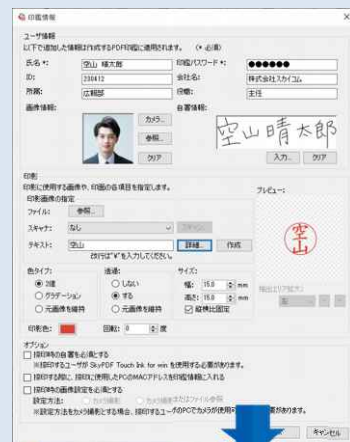 印鑑情報
ユーザ情報
以下で追加した情報は作成するPDF印鑑に適用されます。 (* 必須)
氏名 *: 空山 晴太郎 印鑑パスワード *: ●●●●●●
ID: 230412 会社名: 株式会社スカイコム
所属: 広報部 役職: 主任
画像情報: 自署情報:
カメラ...
参照... 空山晴太郎
クリア 入力... クリア
印影
印影に使用する画像や、印面の各項目を指定します。
印影画像の指定 プレビュー:
ファイル: 参照...
スキャナ: なし スキャン...
テキスト: 空山 詳細... 作成 空山
改行は"¥"を入力してください。
色タイプ: 透過: サイズ:
2値 しない 幅: 15.0 mm
グラデーション する 高さ: 15.0 mm
元画像を維持 元画像を維持 縦横比固定
印影色: 回転: 0 度
オプション
捺印時の自署を必須とする
※捺印するユーザが SkyPDF Touch Ink for win を使用する必要があります。
捺印する際に、捺印に使用したPCのMACアドレスを印鑑情報に入れる
捺印時の画像設定を必須とする
設定方法: カメラ撮影 カメラ撮影またはファイル参照
※設定方法をカメラ撮影とする場合、捺印するユーザのPCでカメラが使用可
必要があります。
キャンセル